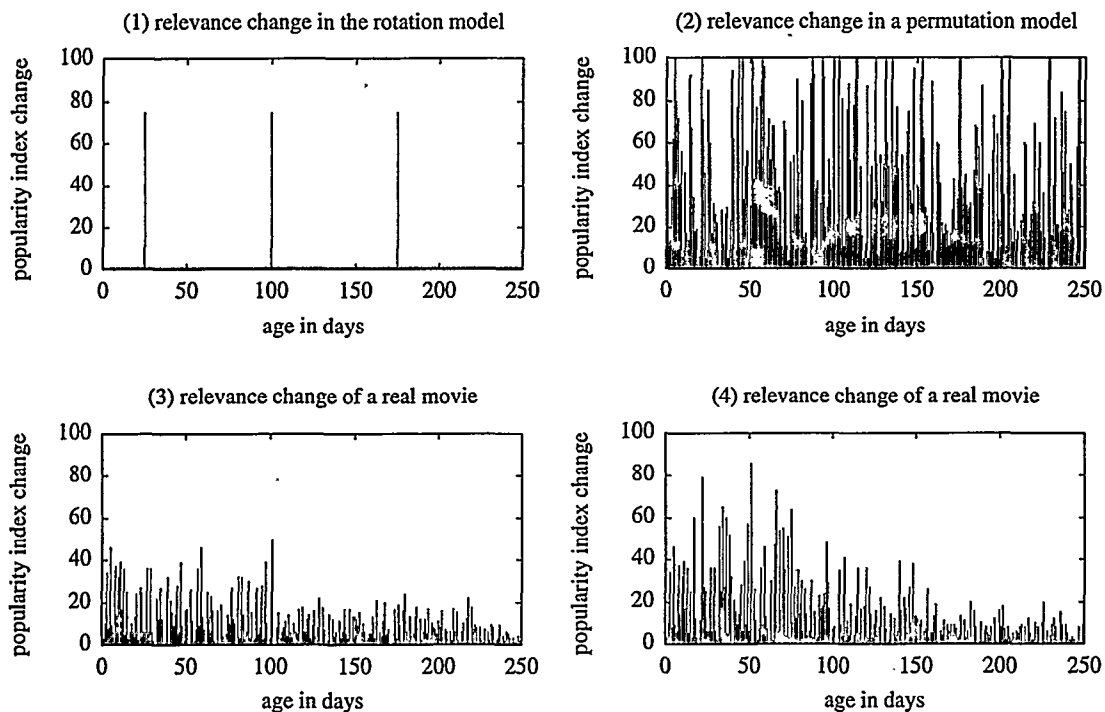 (1) relevance change in the rotation model
100
80
60
40
20
0
popularity index change
0 50 100 150 200 250
age in days
(2) relevance change in a permutation model
100
80
60
40
20
0
popularity index change
0 50 100 150 200 250
age in days
(3) relevance change of a real movie
100
80
60
40
20
0
popularity index change
0 50 100 150 200 250
age in days
(4) relevance change of a real movie
100
80
60
40
20
0
popularity index change
0 50 100 150 200 250
age in days